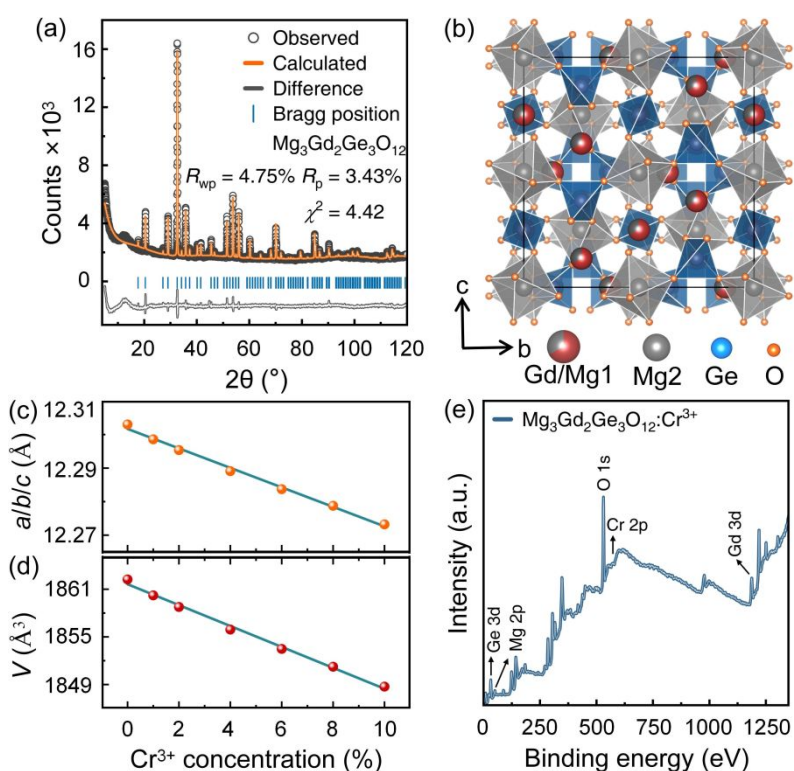 (a)
Observed
Calculated
Difference
Bragg position
Mg₃Gd₂Ge₃O₁₂
R_wp = 4.75% R_p = 3.43%
χ² = 4.42
Counts ×10³
16
12
8
4
0
20 40 60 80 100 120
2θ (°)
(b)
c
b
Gd/Mg1 Mg2 Ge O
(c)
a/b/c (Å)
12.31
12.29
12.27
(d)
V (Å³)
1861
1855
1849
0 2 4 6 8 10
Cr³⁺ concentration (%)
(e)
Mg₃Gd₂Ge₃O₁₂:Cr³⁺
Intensity (a.u.)
O 1s
Cr 2p
Gd 3d
Ge 3d
Mg 2p
0 250 500 750 1000 1250
Binding energy (eV)